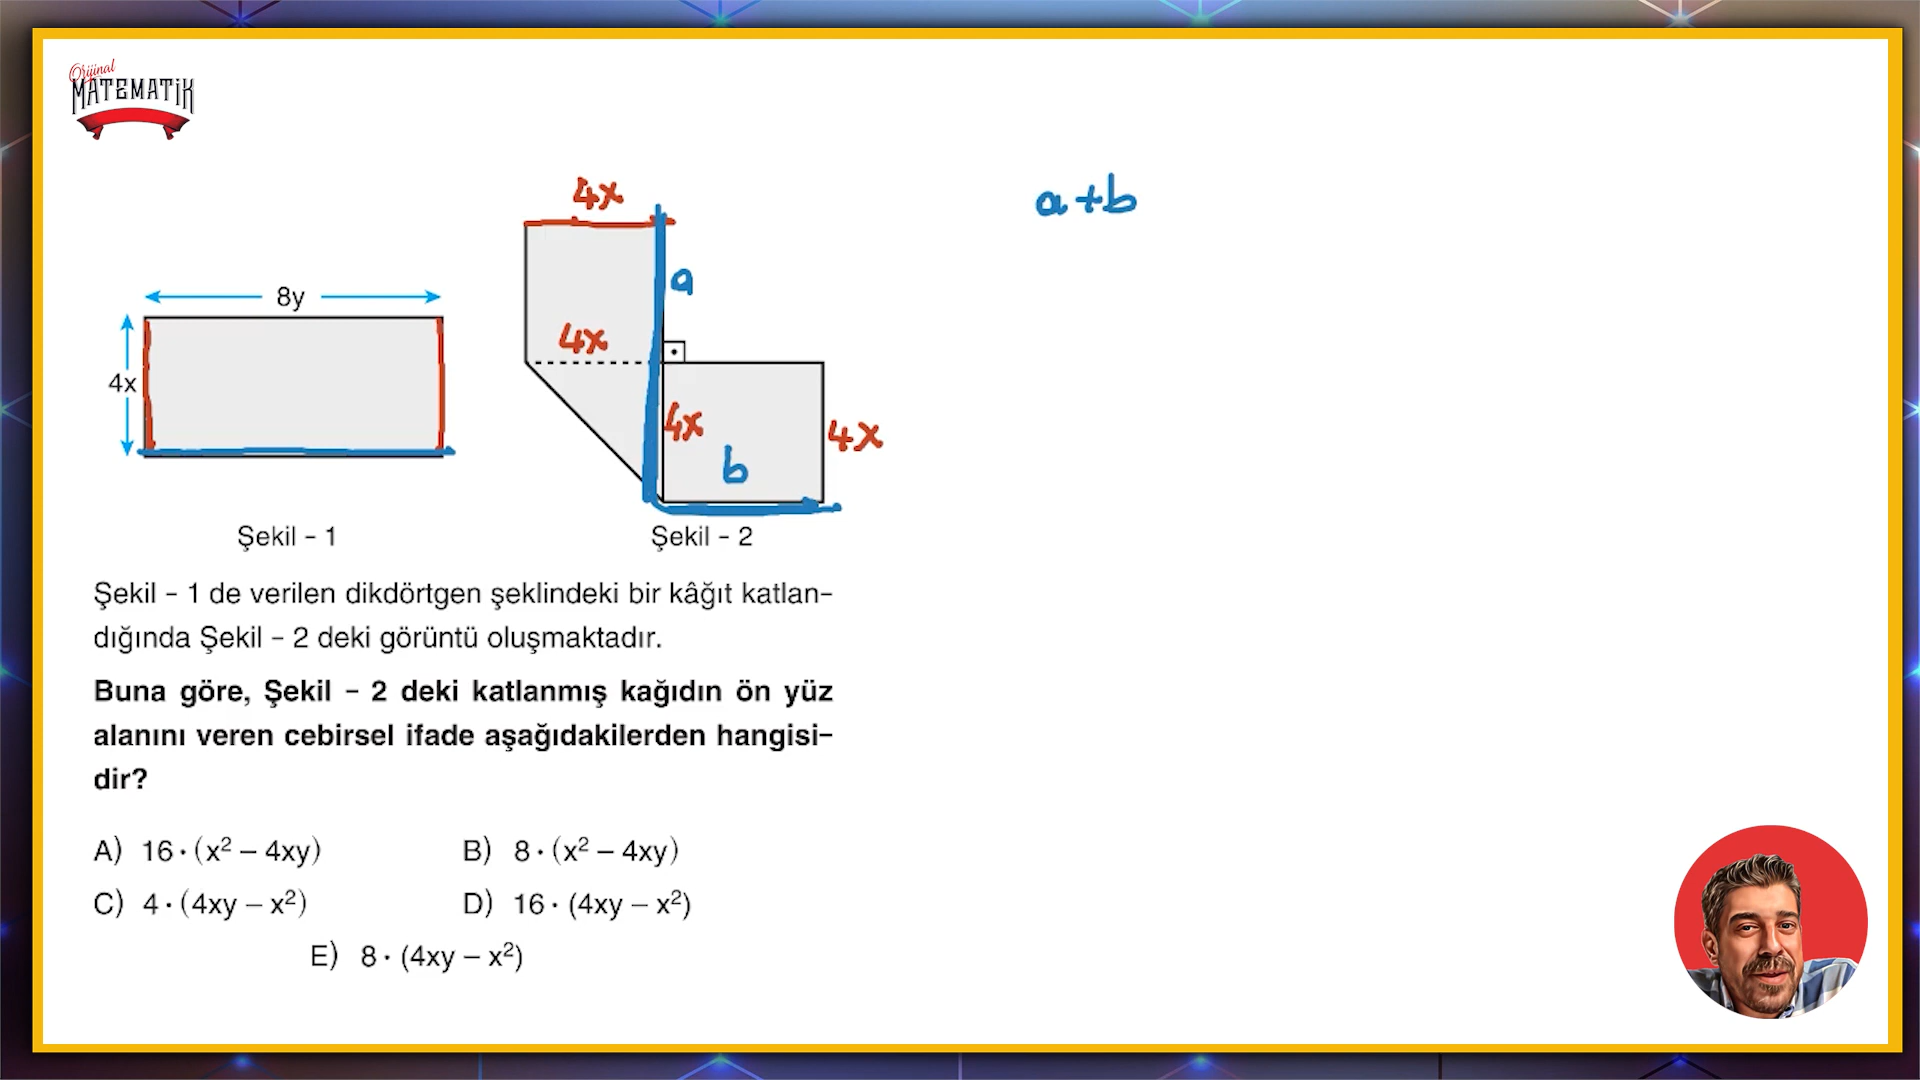 Orijinal
MATEMATİK
4x
a+b
a
8y
4x
4x
4x
4x
b
Şekil – 1
Şekil – 2
Şekil – 1 de verilen dikdörtgen şeklindeki bir kâğıt katlan–
dığında Şekil – 2 deki görüntü oluşmaktadır.
Buna göre, Şekil – 2 deki katlanmış kağıdın ön yüz
alanını veren cebirsel ifade aşağıdakilerden hangisi–
dir?
A) 16·(x² – 4xy)
B) 8·(x² – 4xy)
C) 4·(4xy – x²)
D) 16·(4xy – x²)
E) 8·(4xy – x²)